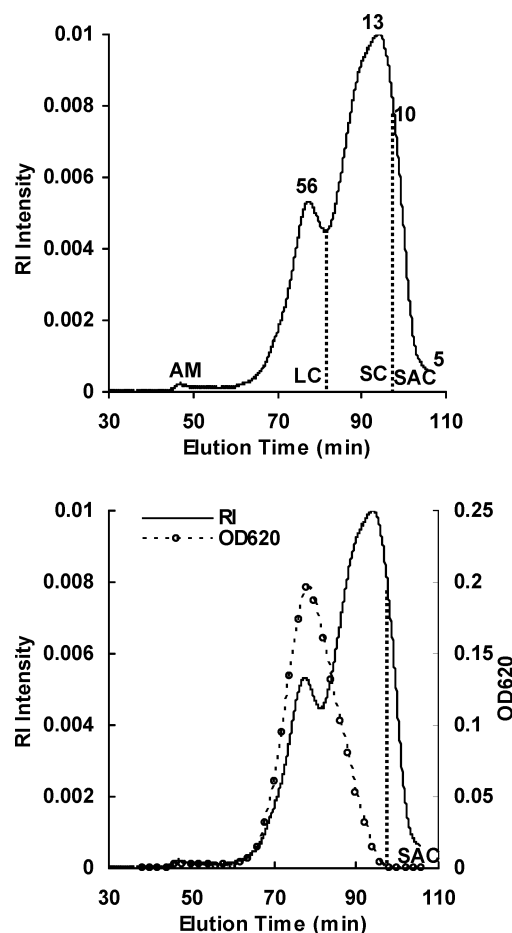 0.01
0.008
0.006
0.004
0.002
0
RI Intensity
13
10
56
5
AM
LC
SC
SAC
30 50 70 90 110
Elution Time (min)
RI
OD620
0.01
0.008
0.006
0.004
0.002
0
RI Intensity
0.25
0.2
0.15
0.1
0.05
0
OD620
SAC
30 50 70 90 110
Elution Time (min)